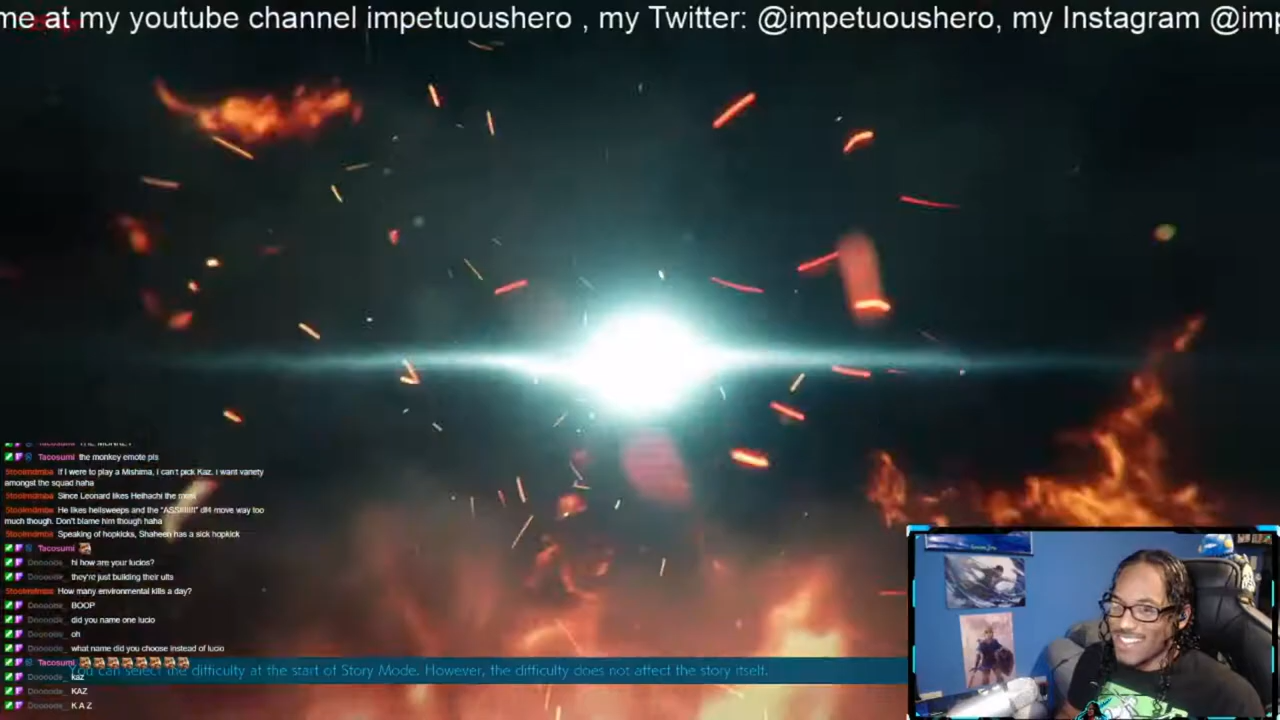 me at my youtube channel impetuoushero , my Twitter: @impetuoushero, my Instagram @imp
Tacosumi the monkey emote pls
Stoolmdmba If I were to play a Mishima, I can't pick Kaz. I want variety
amongst the squad haha
Stoolmdmba Since Leonard likes Heihachi the most
Stoolmdmba He likes hellsweeps and the "ASSIIIIII" df4 move way too
much though. Don't blame him though haha
Stoolmdmba Speaking of hopkicks, Shaheen has a sick hopkick
Tacosumi
hi how are your lucios?
they're just building their ults
Stoolmdmba How many environmental kills a day?
BOOP
did you name one lucio
oh
what name did you choose instead of lucio
Tacosumi
You can select the difficulty at the start of Story Mode. However, the difficulty does not affect the story itself.
kaz
KAZ
K A Z